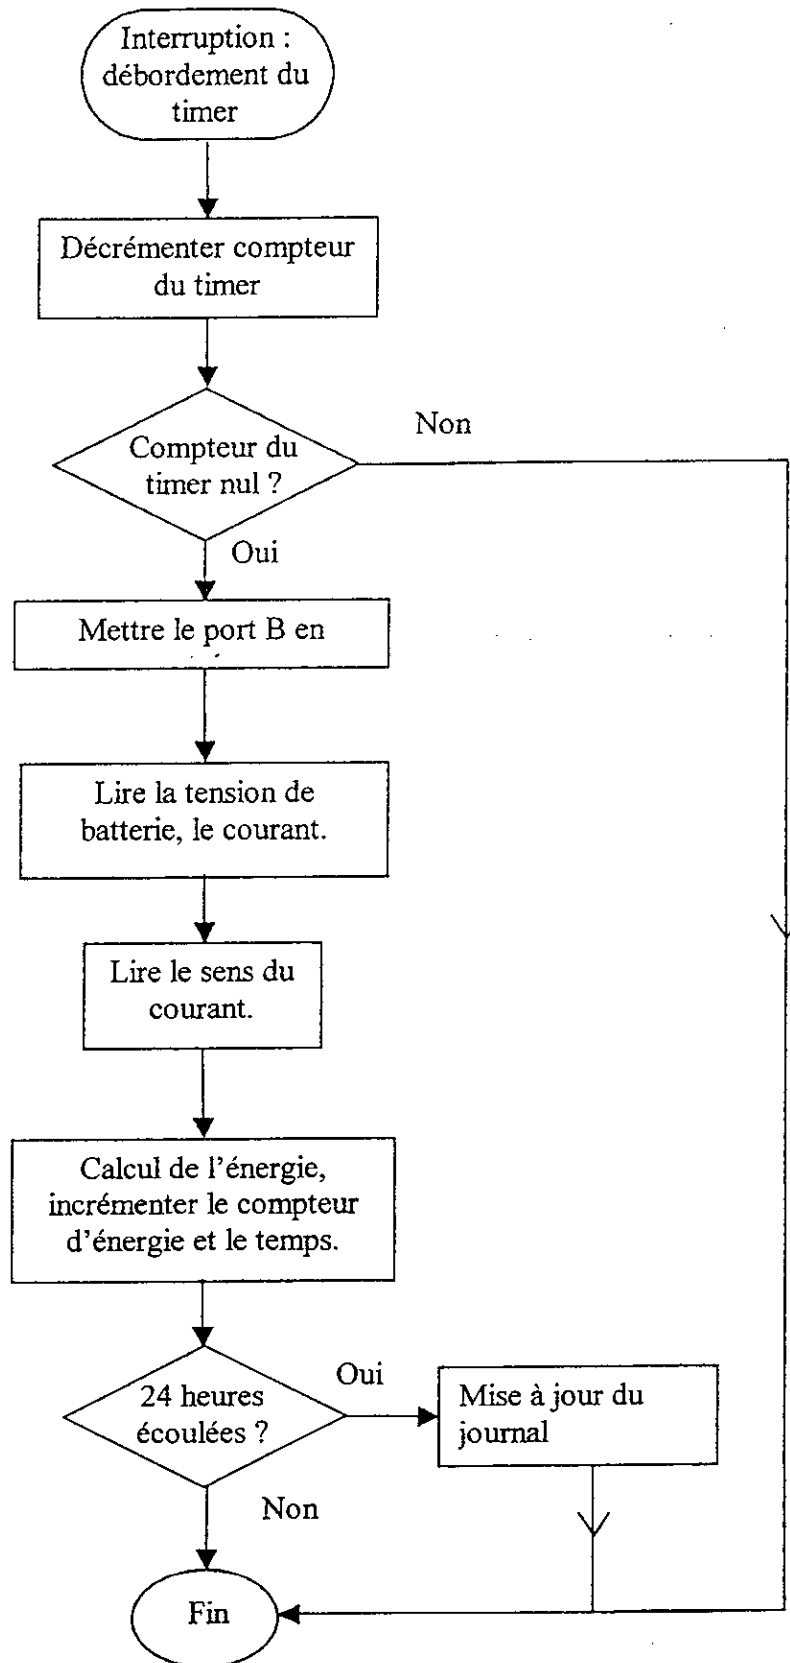 Interruption :
débordement du
timer
Décrémenter compteur
du timer
Compteur du
timer nul ?
Non
Oui
Mettre le port B en
Lire la tension de
batterie, le courant.
Lire le sens du
courant.
Calcul de l'énergie,
incrémenter le compteur
d'énergie et le temps.
24 heures
écoulées ?
Oui
Mise à jour du
journal
Non
Fin